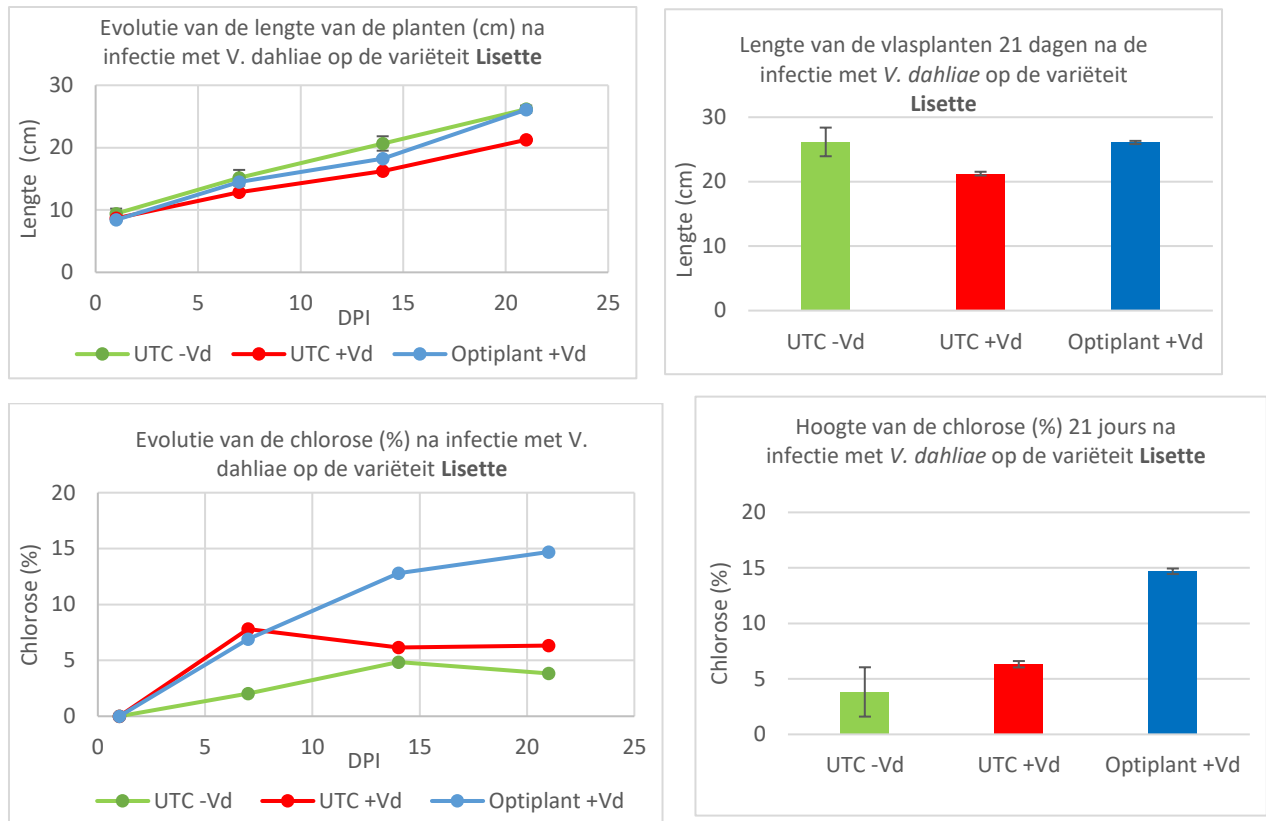 Evolutie van de lengte van de planten (cm) na
infectie met V. dahliae op de variëteit Lisette
30
20
10
0
Lengte (cm)
0 5 10 15 20 25
DPI
UTC -Vd UTC +Vd Optiplant +Vd
Lengte van de vlasplanten 21 dagen na de
infectie met V. dahliae op de variëteit
Lisette
30
20
10
0
Lengte (cm)
UTC -Vd UTC +Vd Optiplant +Vd
Evolutie van de chlorose (%) na infectie met V.
dahliae op de variëteit Lisette
20
15
10
5
0
Chlorose (%)
0 5 10 15 20 25
DPI
UTC -Vd UTC +Vd Optiplant +Vd
Hoogte van de chlorose (%) 21 jours na
infectie met V. dahliae op de variëteit Lisette
20
15
10
5
0
Chlorose (%)
UTC -Vd UTC +Vd Optiplant +Vd